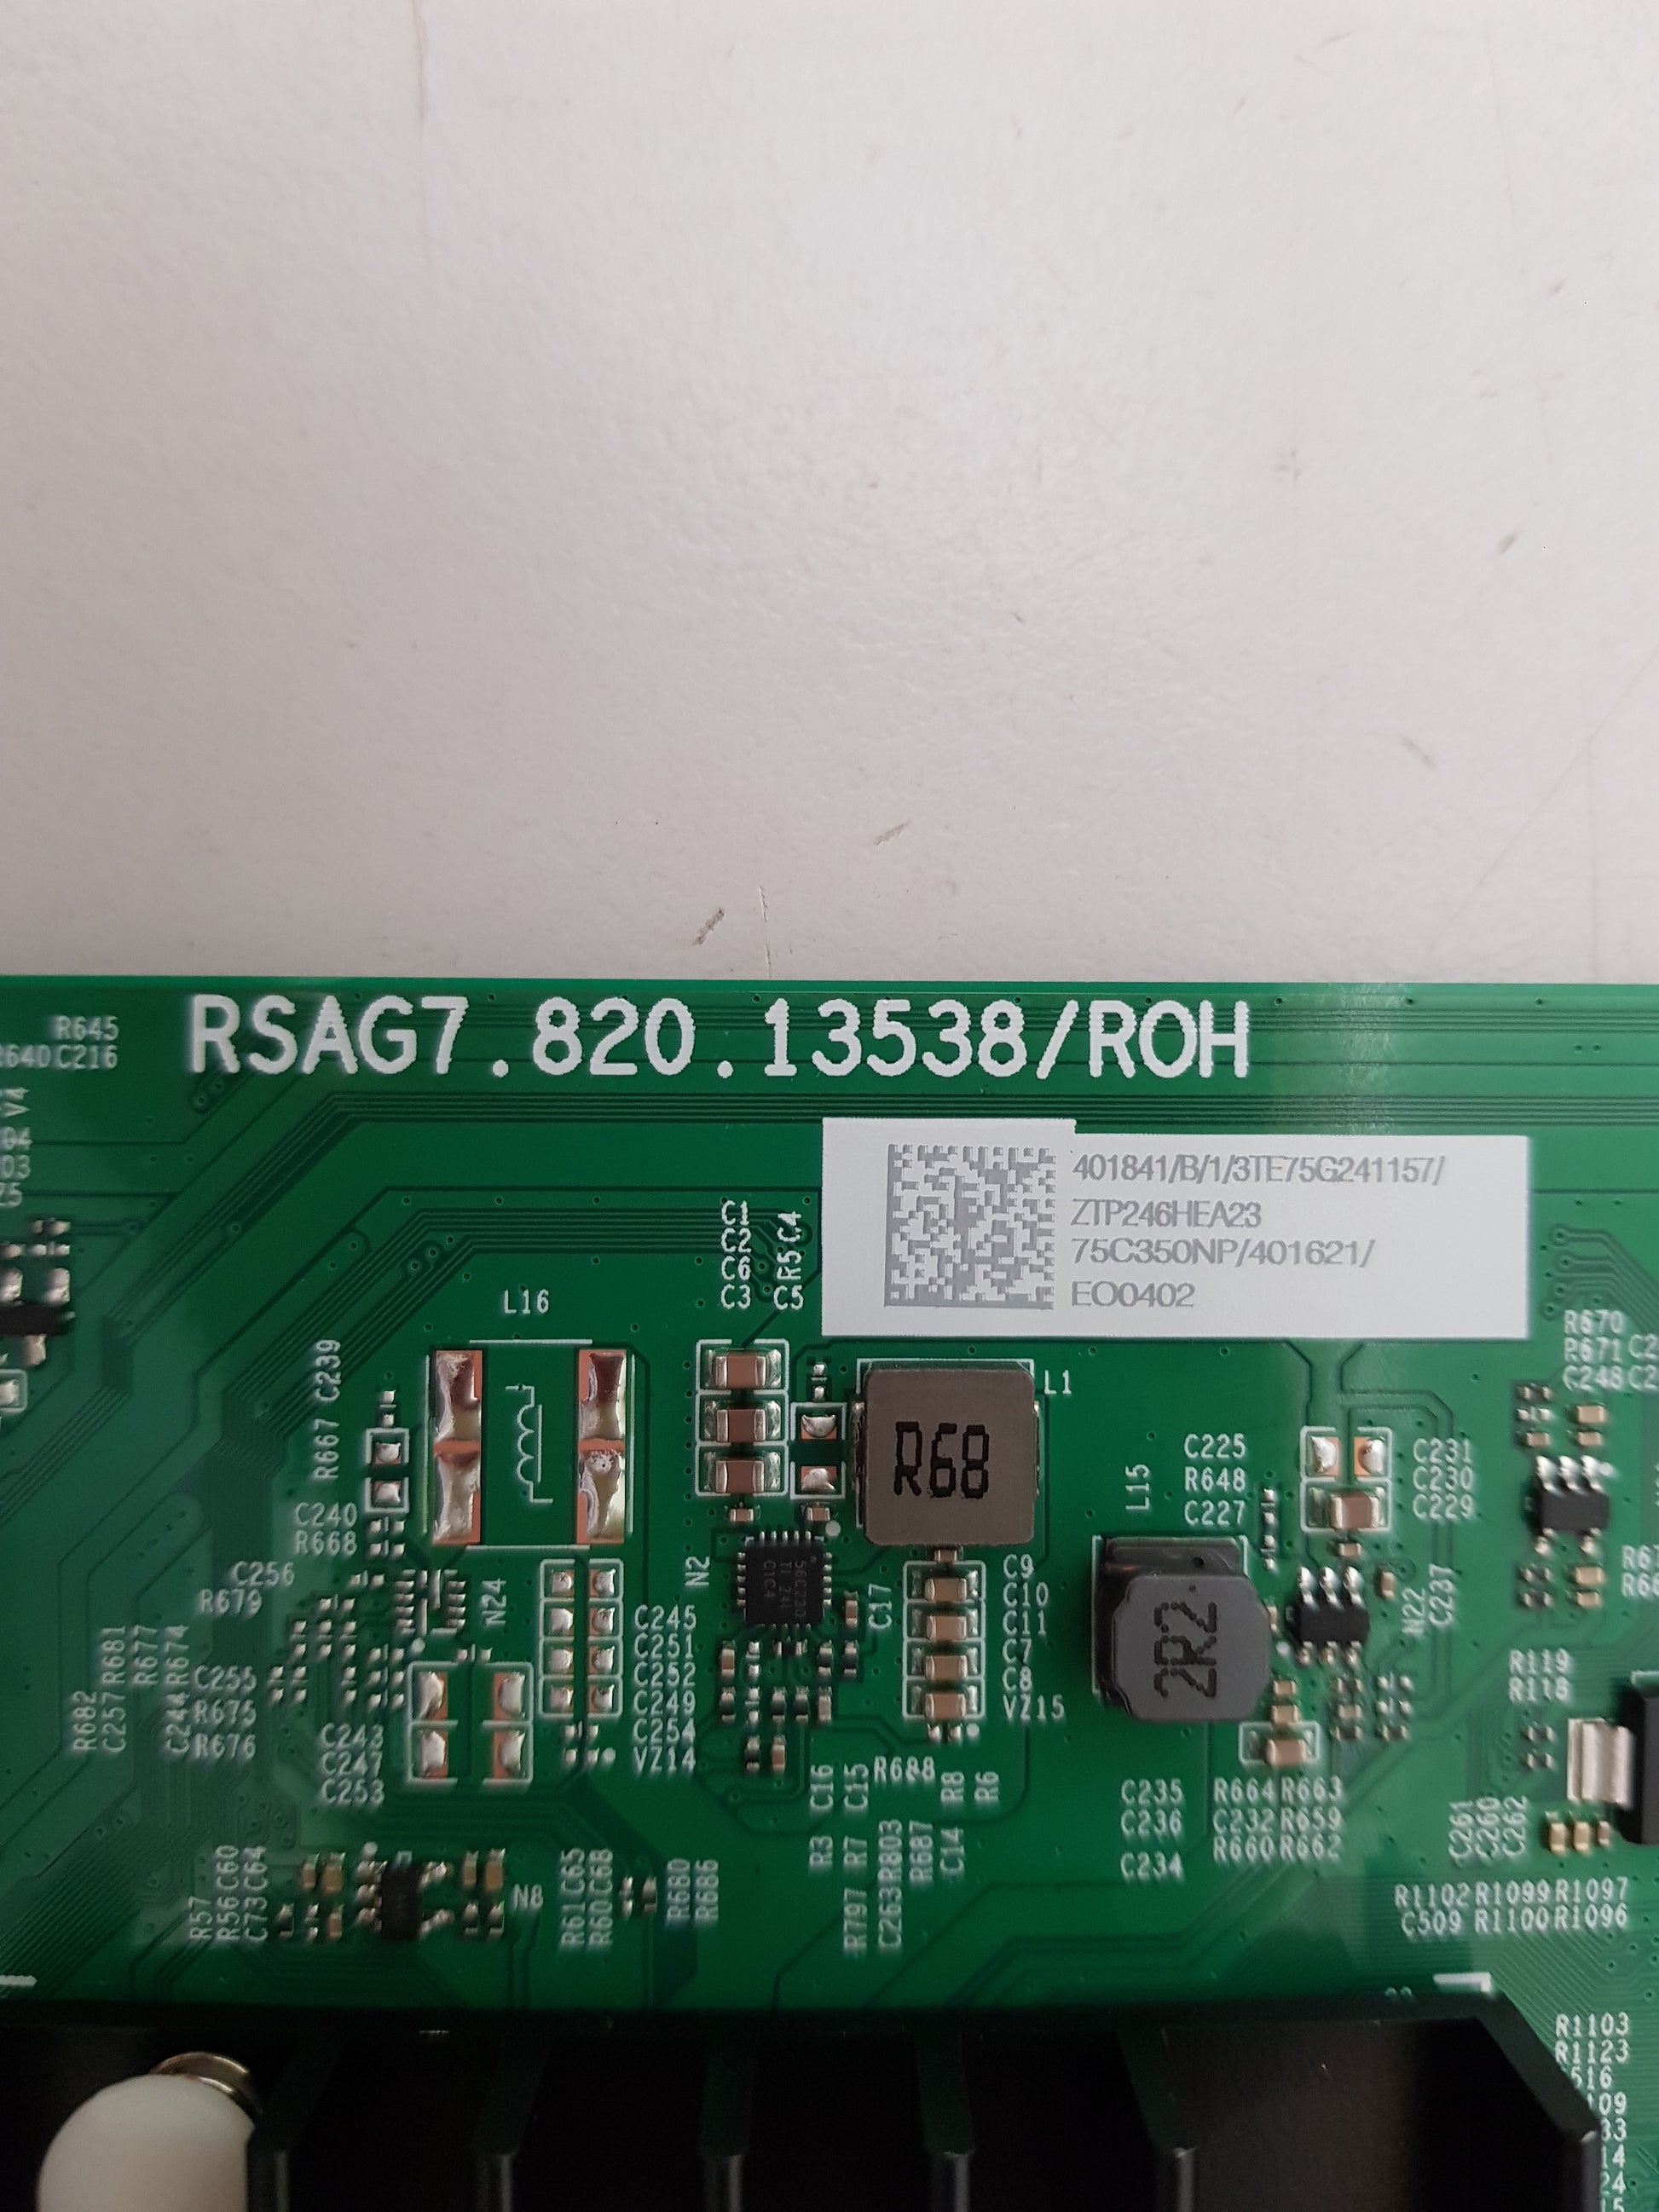 RSAG7.820.13538/ROH
R645
R640 C216
V4
401841/B/1/3TE75G241157/
ZTP246HEA23
75C350NP/401621/
EO0402
C1
C2
C6
C3
R5 C4
C5
L16
L1
R68
R670
R671
C248
R667 C239
C240
R668
C256
R679
N24
N2
C17
C9
C10
C11
C7
C8
VZ15
L15
2R2
C225
R648
C227
C231
C230
C229
N22
C237
C245
C251
C252
C249
C254
VZ14
R682
C257 R681
R677
C244 R674
C255
R675
R676
C243
C247
C253
R119
R118
R688
C16
C15
R8
R6
R3
R7
R803
R687
C14
R797
C263
C235
C236
C234
R664 R663
C232 R659
R660 R662
C261
C260
C262
R57
R56 C60
C73 C64
N8
R61 C65
R60 C68
R680
R686
R1102 R1099 R1097
C509 R1100 R1096
R1103
R1123